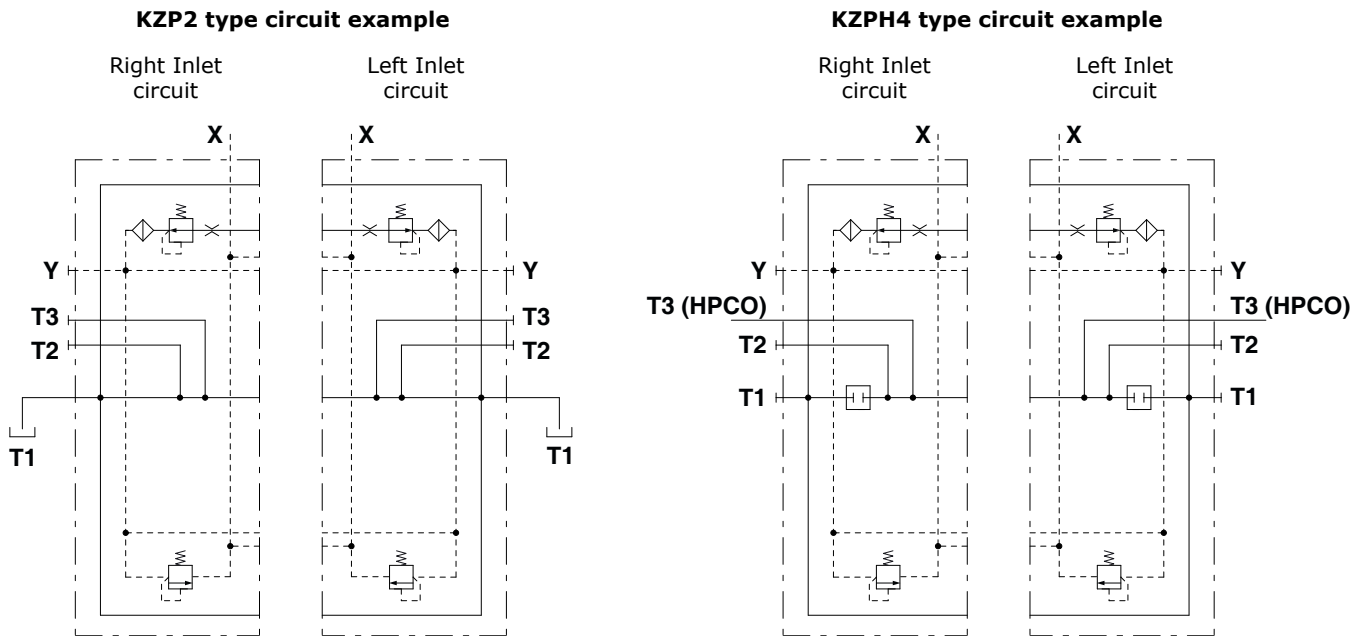 KZP2 type circuit example
Right Inlet
circuit
Left Inlet
circuit
X
X
Y
Y
T3
T3
T2
T2
T1
T1
KZPH4 type circuit example
Right Inlet
circuit
Left Inlet
circuit
X
X
Y
Y
T3 (HPCO)
T3 (HPCO)
T2
T2
T1
T1